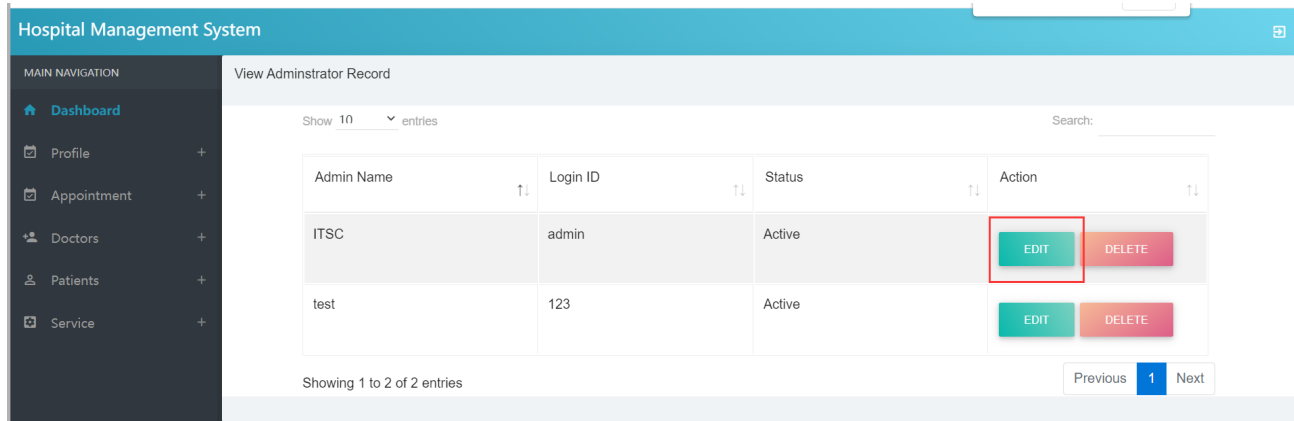 Hospital Management System
MAIN NAVIGATION
View Adminstrator Record
Dashboard
Show 10 entries
Search:
Profile +
Admin Name Login ID Status Action
Appointment +
ITSC admin Active EDIT DELETE
Doctors +
Patients +
test 123 Active EDIT DELETE
Service +
Showing 1 to 2 of 2 entries
Previous 1 Next